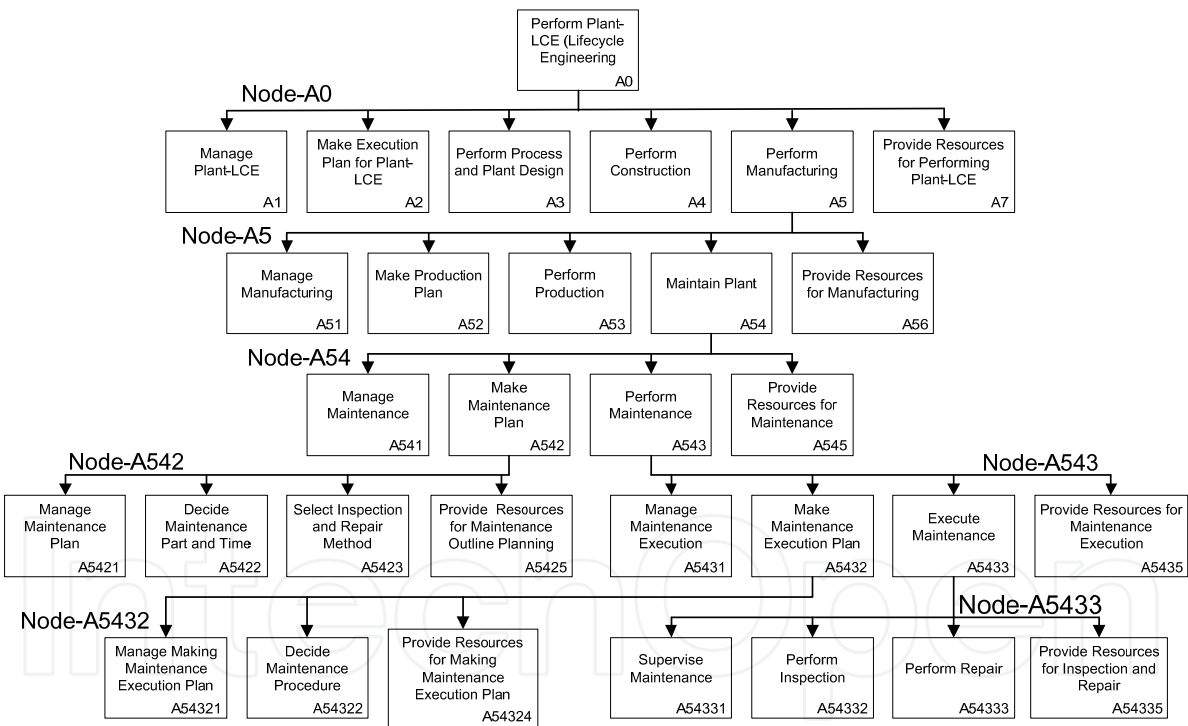 Perform Plant-
LCE (Lifecycle
Engineering
A0
Node-A0
Manage
Plant-LCE
A1
Make Execution
Plan for Plant-
LCE
A2
Perform Process
and Plant Design
A3
Perform
Construction
A4
Perform
Manufacturing
A5
Provide Resources
for Performing
Plant-LCE
A7
Node-A5
Manage
Manufacturing
A51
Make Production
Plan
A52
Perform
Production
A53
Maintain Plant
A54
Provide Resources
for Manufacturing
A56
Node-A54
Manage
Maintenance
A541
Make
Maintenance
Plan
A542
Perform
Maintenance
A543
Provide
Resources for
Maintenance
A545
Node-A542
Manage
Maintenance
Plan
A5421
Decide
Maintenance
Part and Time
A5422
Select Inspection
and Repair
Method
A5423
Provide Resources
for Maintenance
Outline Planning
A5425
Node-A543
Manage
Maintenance
Execution
A5431
Make
Maintenance
Execution Plan
A5432
Execute
Maintenance
A5433
Provide Resources for
Maintenance
Execution
A5435
Node-A5432
Manage Making
Maintenance
Execution Plan
A54321
Decide
Maintenance
Procedure
A54322
Provide Resources
for Making
Maintenance
Execution Plan
A54324
Node-A5433
Supervise
Maintenance
A54331
Perform
Inspection
A54332
Perform Repair
A54333
Provide Resources
for Inspection and
Repair
A54335
IntechOpen